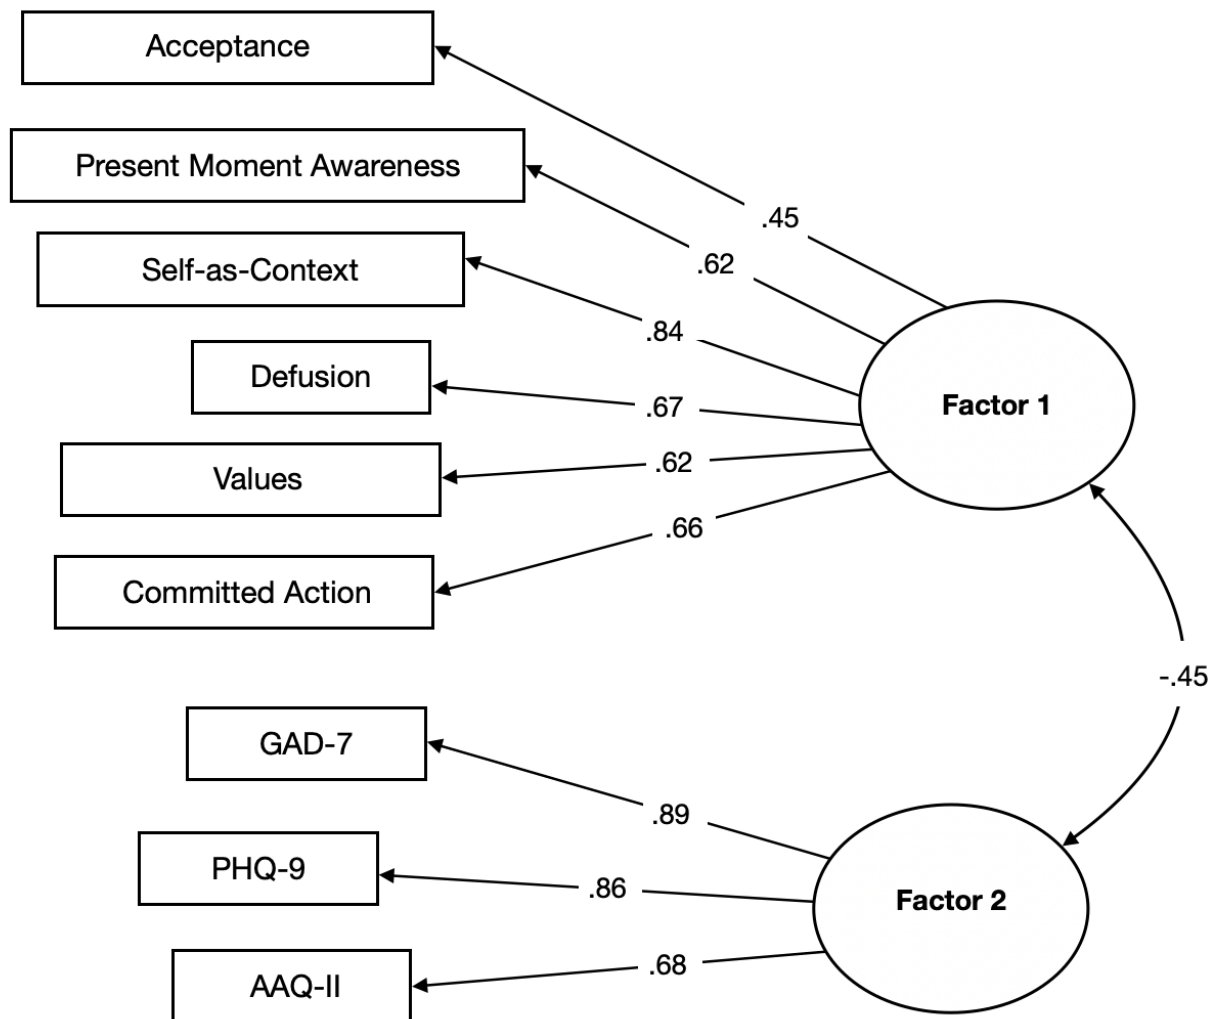 Acceptance
Present Moment Awareness
.45
.62
Self-as-Context
.84
Defusion
.67
Factor 1
Values
.62
.66
Committed Action
-.45
GAD-7
.89
PHQ-9
.86
Factor 2
.68
AAQ-II